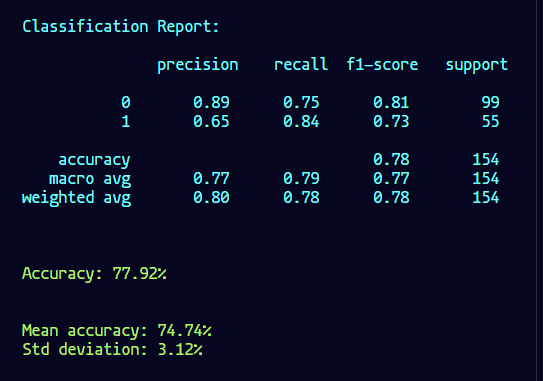 Classification Report:
precision recall f1-score support
0 0.89 0.75 0.81 99
1 0.65 0.84 0.73 55
accuracy 0.78 154
macro avg 0.77 0.79 0.77 154
weighted avg 0.80 0.78 0.78 154
Accuracy: 77.92%
Mean accuracy: 74.74%
Std deviation: 3.12%